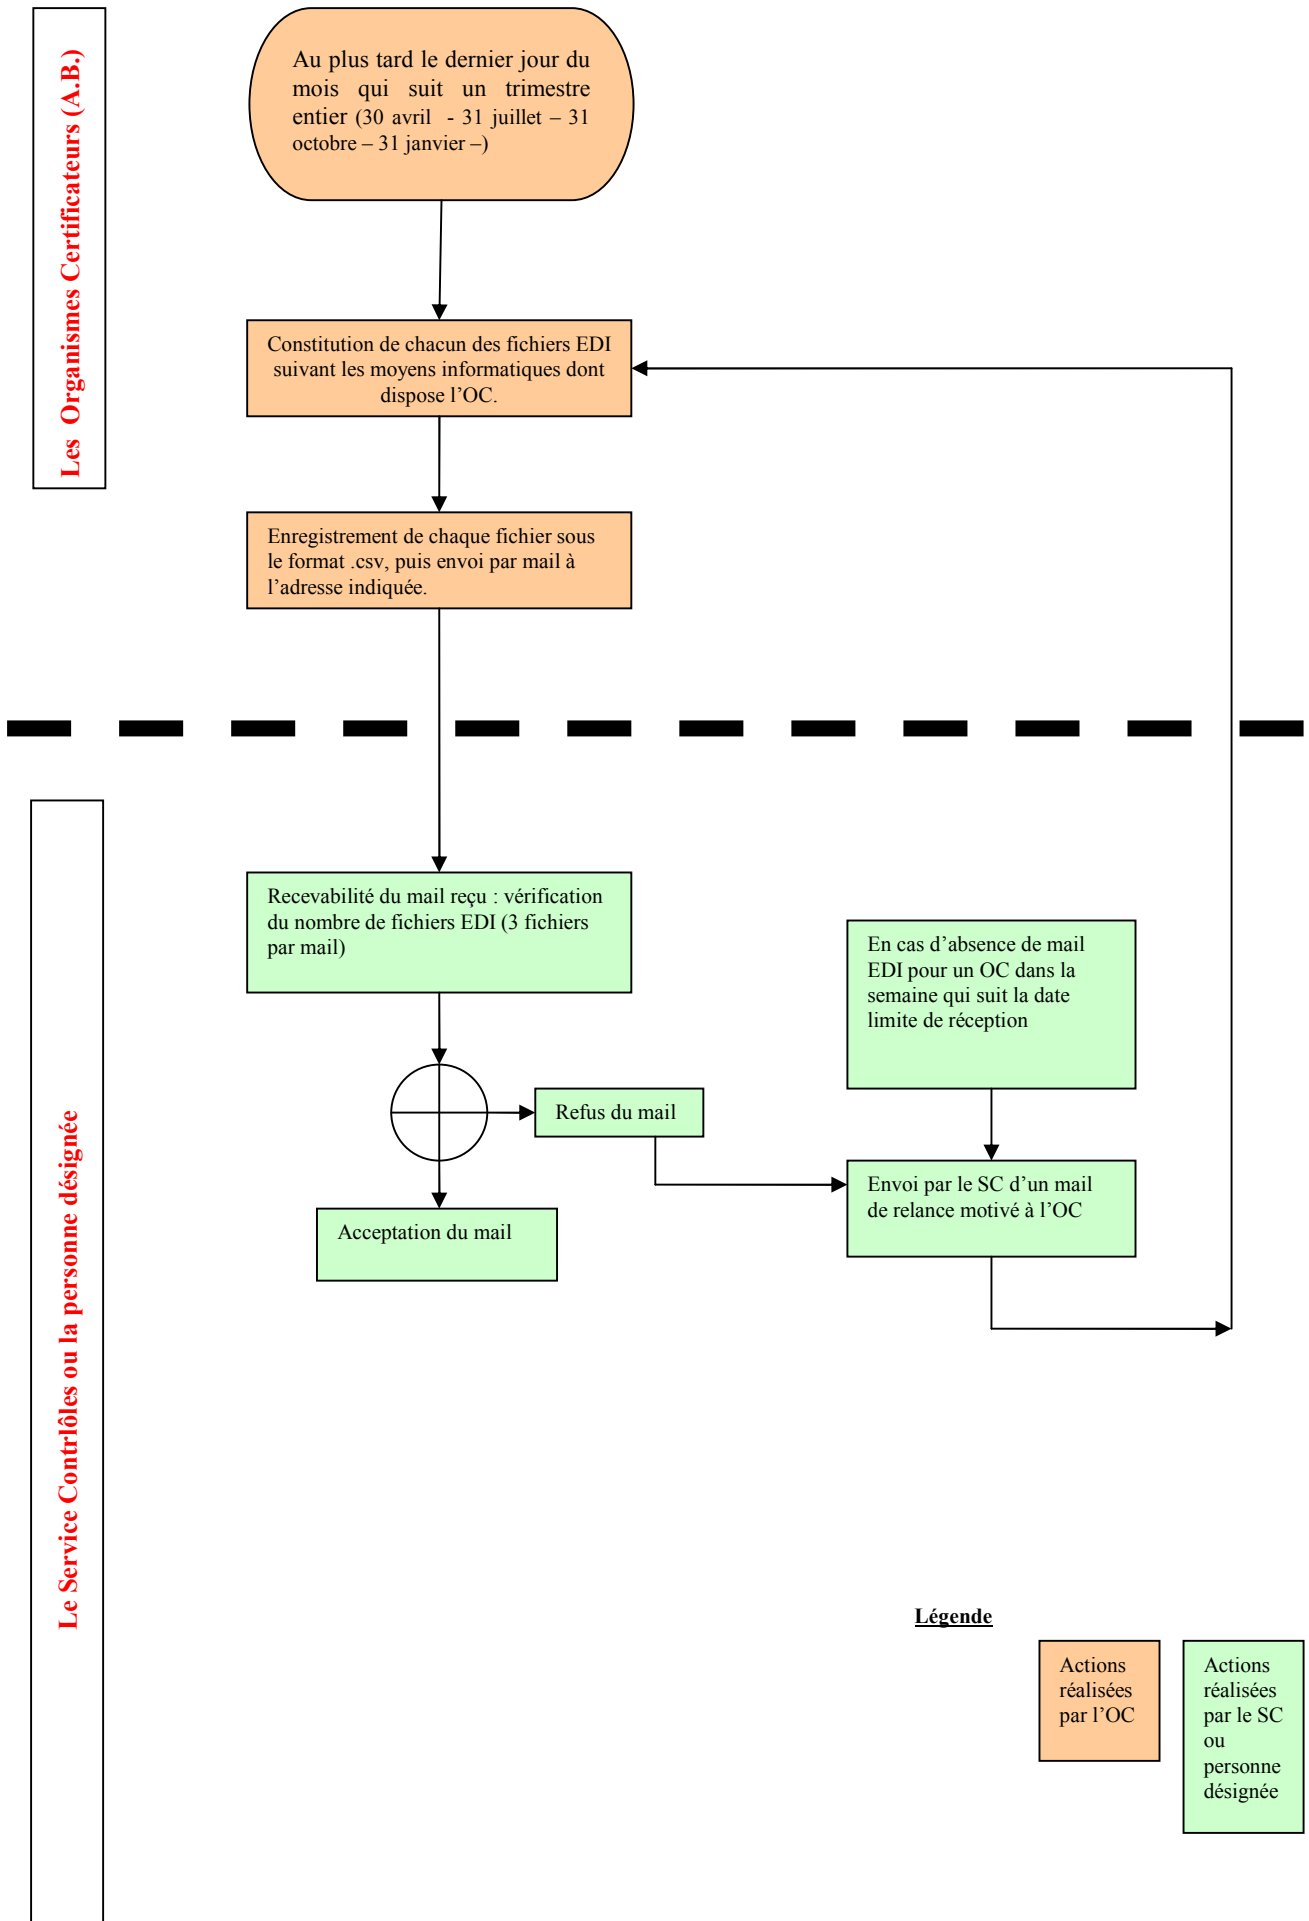 Les  Organismes Certificateurs (A.B.)
Au plus tard le dernier jour du
mois qui suit un trimestre
entier (30 avril  - 31 juillet – 31
octobre – 31 janvier –)
Constitution de chacun des fichiers EDI
suivant les moyens informatiques dont
dispose l’OC.
Enregistrement de chaque fichier sous
le format .csv, puis envoi par mail à
l’adresse indiquée.
Le Service Contrlôles ou la personne désignée
Recevabilité du mail reçu : vérification
du nombre de fichiers EDI (3 fichiers
par mail)
En cas d’absence de mail
EDI pour un OC dans la
semaine qui suit la date
limite de réception
Refus du mail
Envoi par le SC d’un mail
de relance motivé à l’OC
Acceptation du mail
Légende
Actions
réalisées
par l’OC
Actions
réalisées
par le SC
ou
personne
désignée